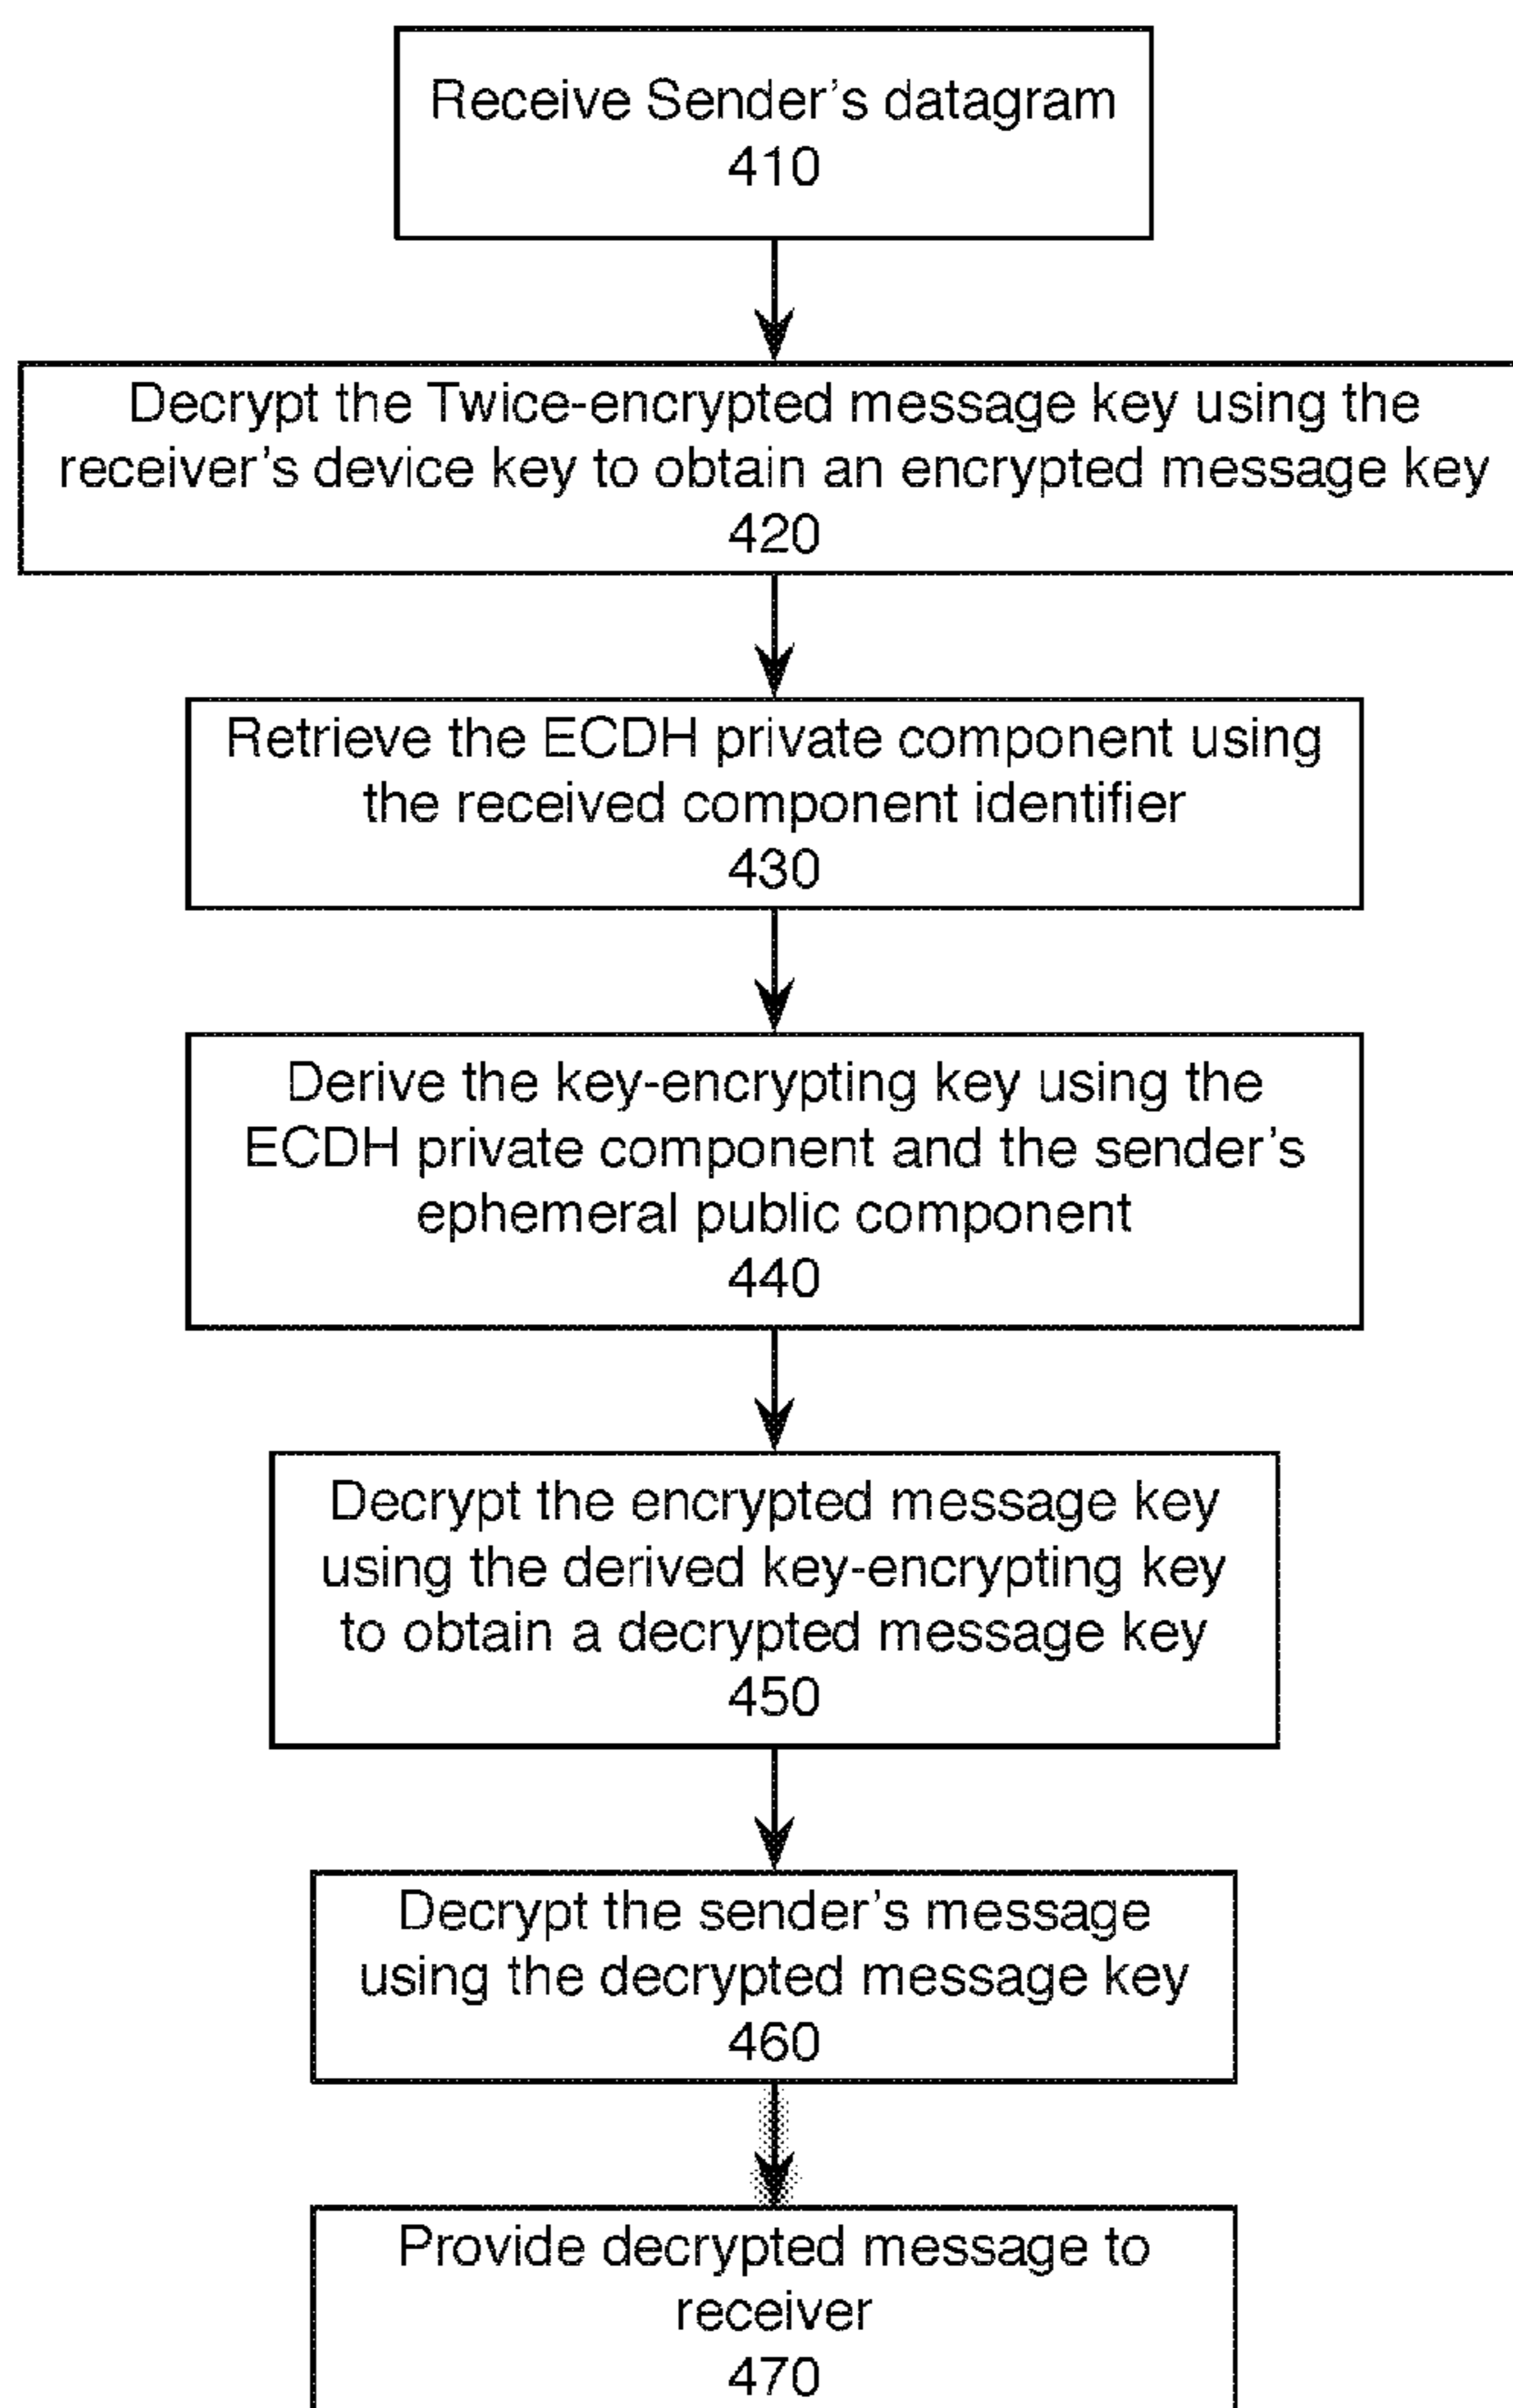 Receive Sender's datagram
410
Decrypt the Twice-encrypted message key using the
receiver's device key to obtain an encrypted message key
420
Retrieve the ECDH private component using
the received component identifier
430
Derive the key-encrypting key using the
ECDH private component and the sender's
ephemeral public component
440
Decrypt the encrypted message key
using the derived key-encrypting key
to obtain a decrypted message key
450
Decrypt the sender's message
using the decrypted message key
460
Provide decrypted message to
receiver
470